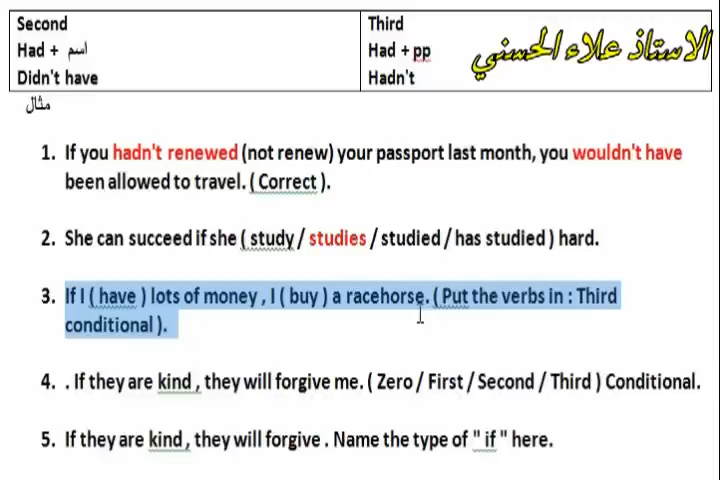 Second
Had + اسم
Didn't have
Third
Had + pp
Hadn't
الاستاذ علاء الحسني
مثال
1. If you hadn't renewed (not renew) your passport last month, you wouldn't have
been allowed to travel. ( Correct ).
2. She can succeed if she ( study / studies / studied / has studied ) hard.
3. If I ( have ) lots of money , I ( buy ) a racehorse. ( Put the verbs in : Third
conditional ).
4. . If they are kind , they will forgive me. ( Zero / First / Second / Third ) Conditional.
5. If they are kind , they will forgive . Name the type of " if " here.